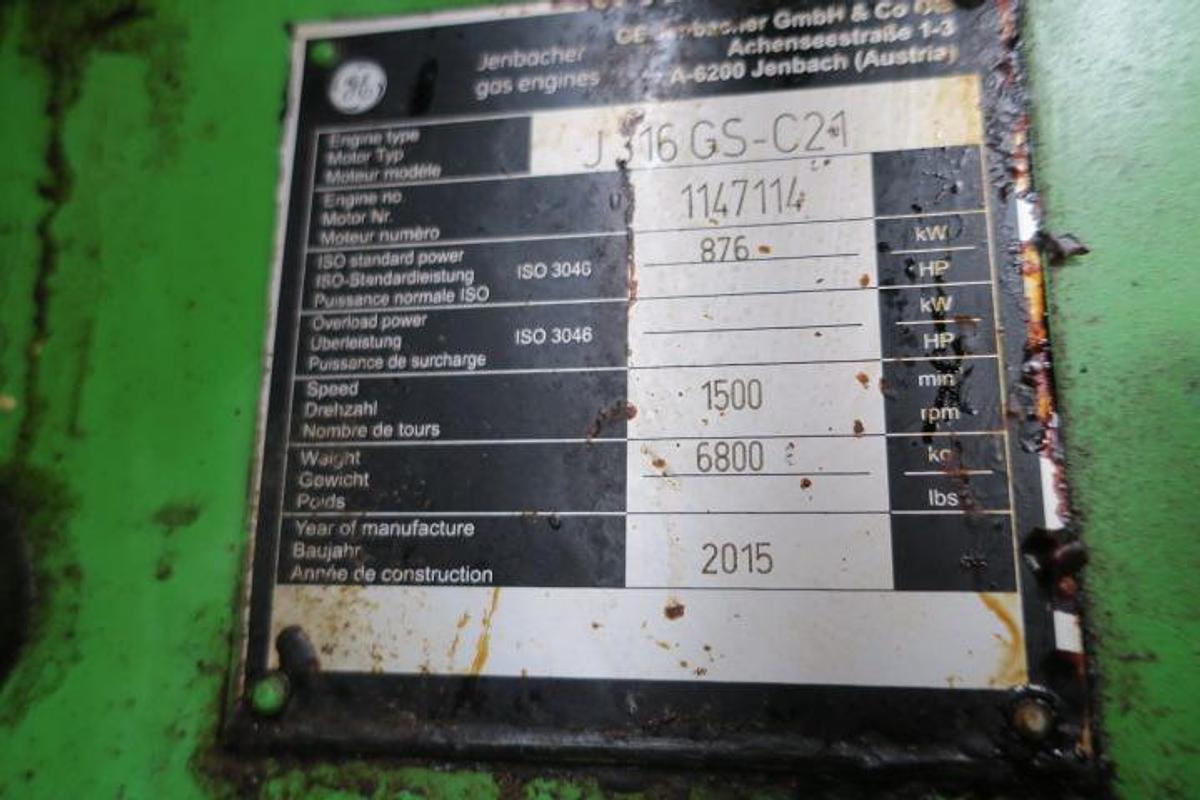 Jenbacher
gas engines
GE Jenbacher GmbH & Co OG
Achenseestraße 1-3
A-6200 Jenbach (Austria)
Engine type
Motor Typ
Moteur modéle
J 316 GS-C21
Engine no
Motor Nr.
Moteur numéro
1147114
ISO standard power
ISO-Standardleistung
Puissance normale ISO
ISO 3046
876
kW
HP
Overload power
Überleistung
Puissance de surcharge
ISO 3046
kW
HP
Speed
Drehzahl
Nombre de tours
1500
min
rpm
Weight
Gewicht
Poids
6800
kg
lbs
Year of manufacture
Baujahr
Année de construction
2015